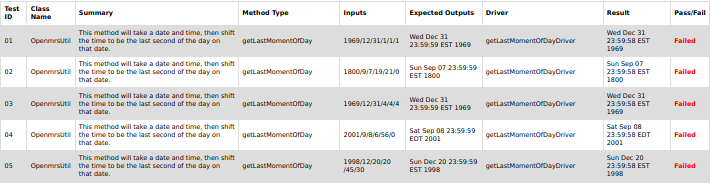 Test ID Class Name Summary Method Type Inputs Expected Outputs Driver Result Pass/Fail
01 OpenmrsUtil This method will take a date and time, then shift the time to be the last second of the day on that date. getLastMomentOfDay 1969/12/31/1/1/1 Wed Dec 31 23:59:59 EST 1969 getLastMomentOfDayDriver Wed Dec 31 23:59:58 EST 1969 Failed
02 OpenmrsUtil This method will take a date and time, then shift the time to be the last second of the day on that date. getLastMomentOfDay 1800/9/7/19/21/0 Sun Sep 07 23:59:59 EST 1800 getLastMomentOfDayDriver Sun Sep 07 23:59:58 EST 1800 Failed
03 OpenmrsUtil This method will take a date and time, then shift the time to be the last second of the day on that date. getLastMomentOfDay 1969/12/31/4/4/4 Wed Dec 31 23:59:59 EST 1969 getLastMomentOfDayDriver Wed Dec 31 23:59:58 EST 1969 Failed
04 OpenmrsUtil This method will take a date and time, then shift the time to be the last second of the day on that date. getLastMomentOfDay 2001/9/8/6/56/0 Sat Sep 08 23:59:59 EDT 2001 getLastMomentOfDayDriver Sat Sep 08 23:59:58 EDT 2001 Failed
05 OpenmrsUtil This method will take a date and time, then shift the time to be the last second of the day on that date. getLastMomentOfDay 1998/12/20/20 /45/30 Sun Dec 20 23:59:59 EST 1998 getLastMomentOfDayDriver Sun Dec 20 23:59:58 EST 1998 Failed